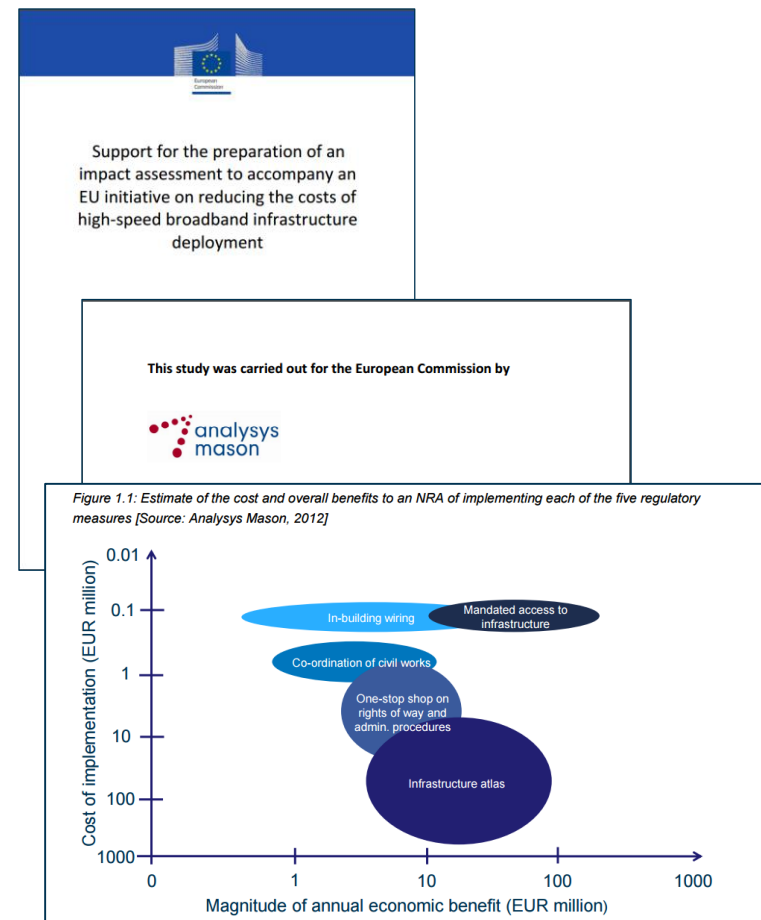 European
Commission
Support for the preparation of an
impact assessment to accompany an
EU initiative on reducing the costs of
high-speed broadband infrastructure
deployment
This study was carried out for the European Commission by
analysys
mason
Figure 1.1: Estimate of the cost and overall benefits to an NRA of implementing each of the five regulatory
measures [Source: Analysys Mason, 2012]
Cost of implementation (EUR million)
0.01
0.1
1
10
100
1000
In-building wiring
Mandated access to
infrastructure
Co-ordination of civil works
One-stop shop on
rights of way and
admin. procedures
Infrastructure atlas
0
1
10
100
1000
Magnitude of annual economic benefit (EUR million)